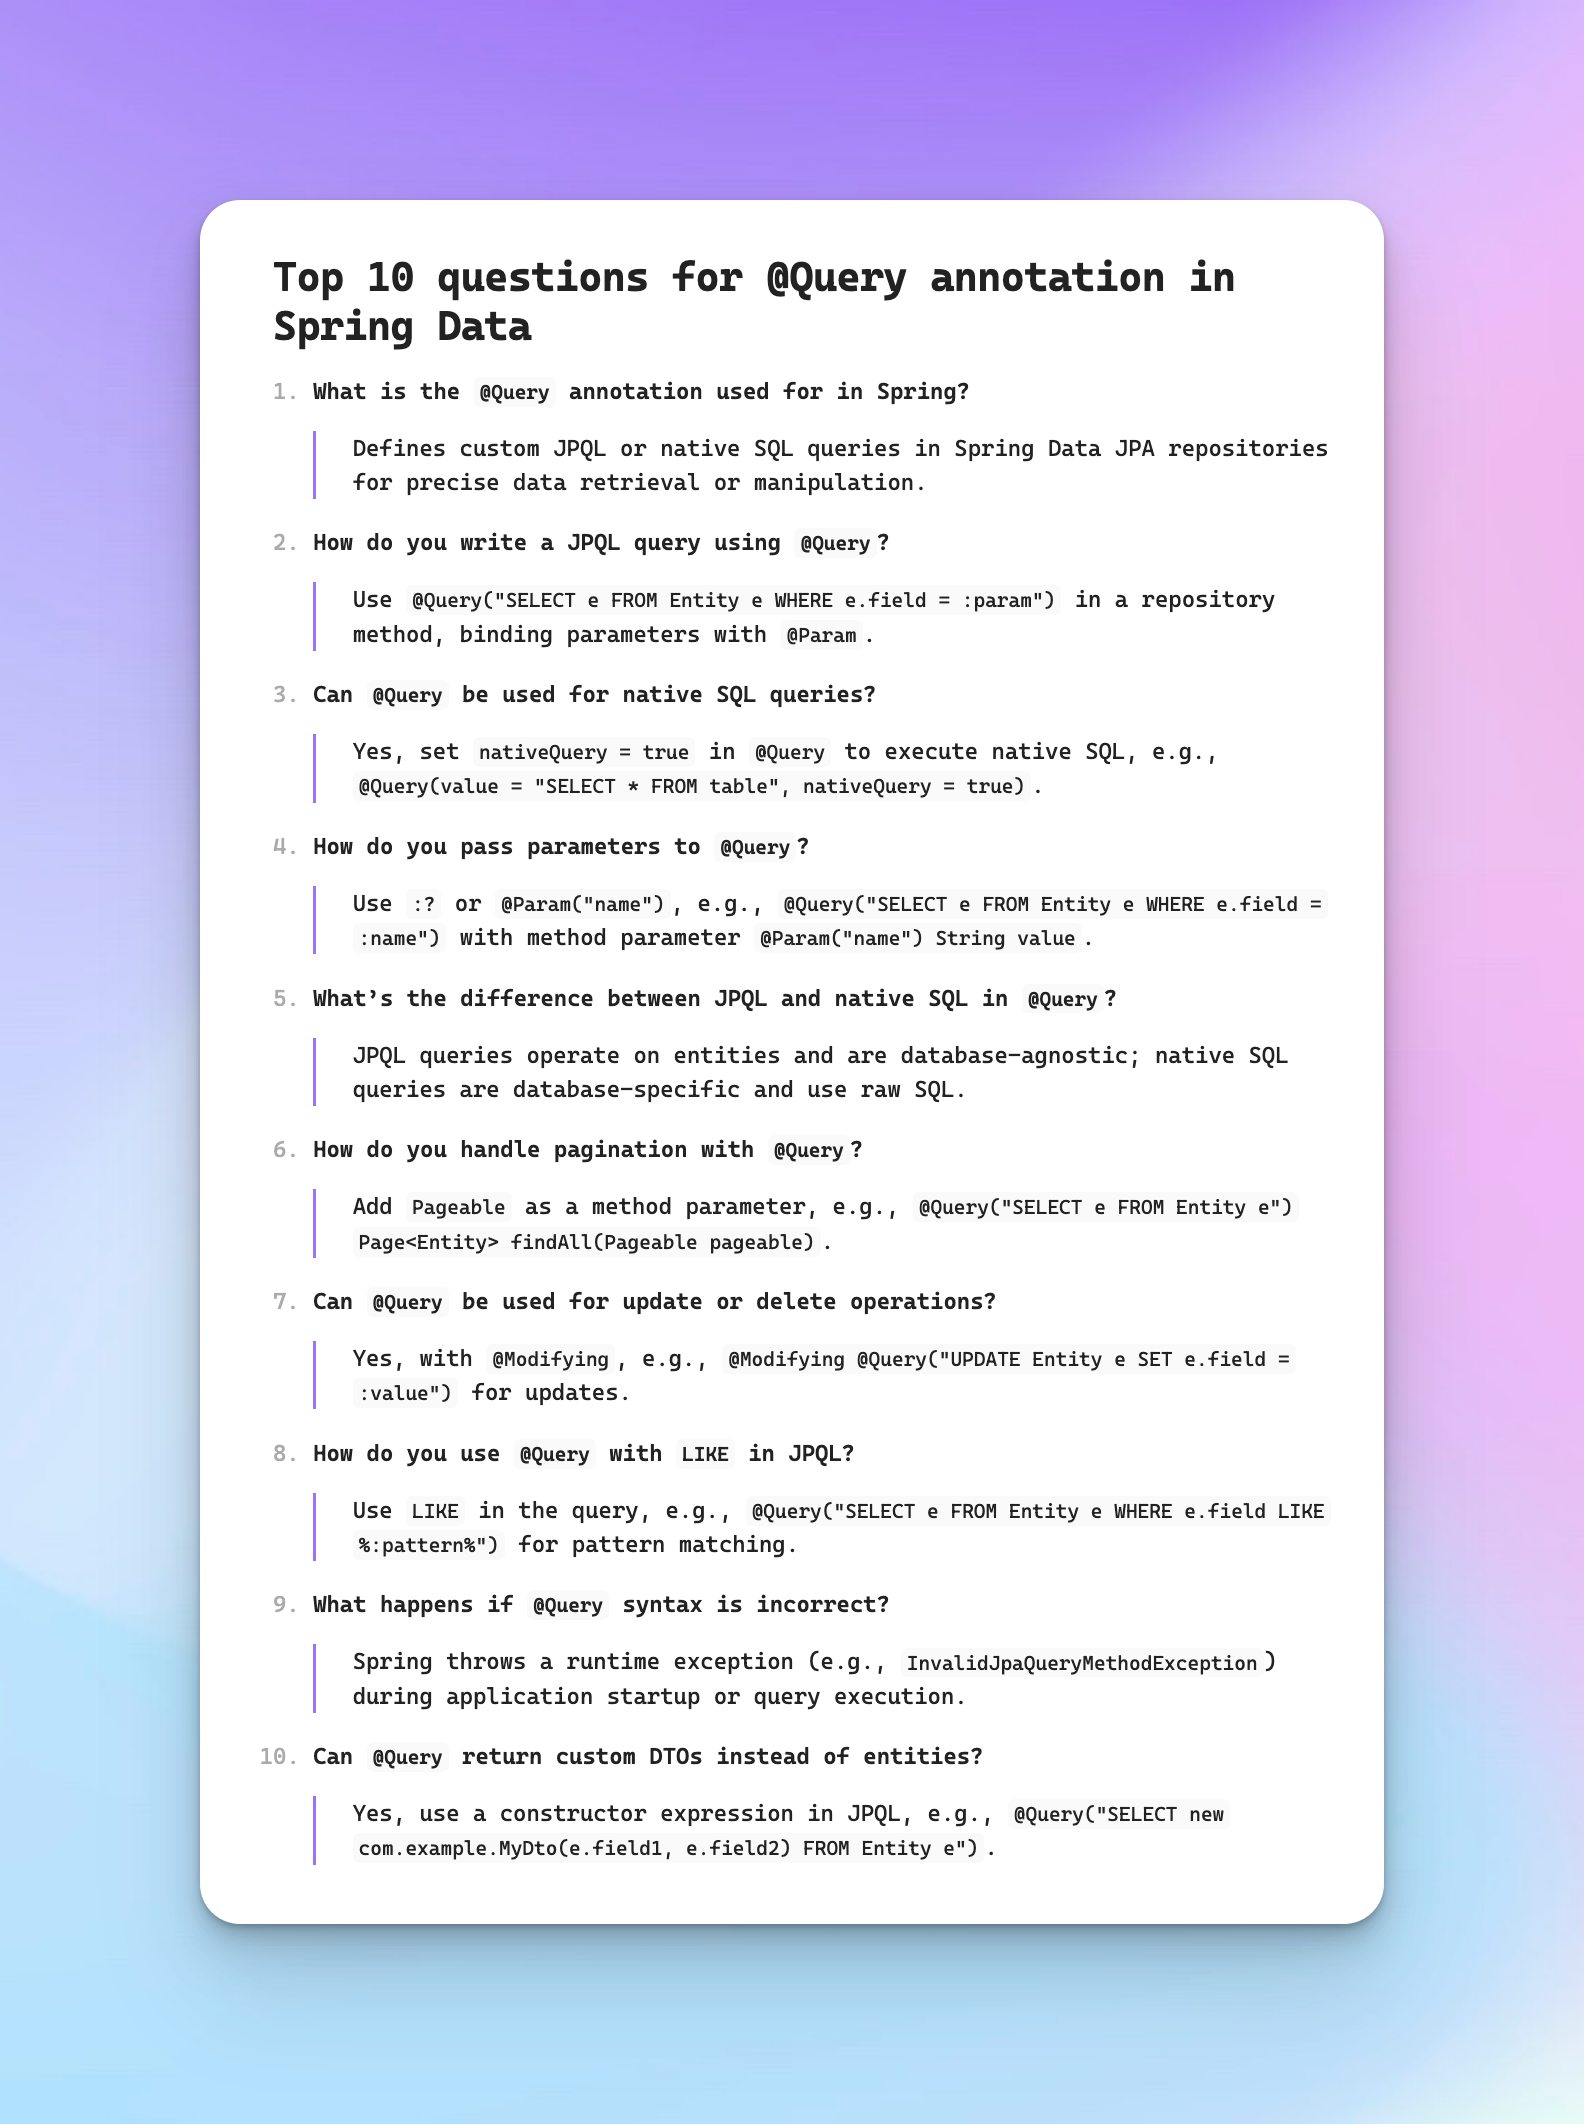 Top 10 questions for @Query annotation in
Spring Data
1. What is the @Query annotation used for in Spring?
Defines custom JPQL or native SQL queries in Spring Data JPA repositories
for precise data retrieval or manipulation.
2. How do you write a JPQL query using @Query?
Use @Query("SELECT e FROM Entity e WHERE e.field = :param") in a repository
method, binding parameters with @Param.
3. Can @Query be used for native SQL queries?
Yes, set nativeQuery = true in @Query to execute native SQL, e.g.,
@Query(value = "SELECT * FROM table", nativeQuery = true).
4. How do you pass parameters to @Query?
Use :? or @Param("name"), e.g., @Query("SELECT e FROM Entity e WHERE e.field =
:name") with method parameter @Param("name") String value.
5. What’s the difference between JPQL and native SQL in @Query?
JPQL queries operate on entities and are database-agnostic; native SQL
queries are database-specific and use raw SQL.
6. How do you handle pagination with @Query?
Add Pageable as a method parameter, e.g., @Query("SELECT e FROM Entity e")
Page<Entity> findAll(Pageable pageable).
7. Can @Query be used for update or delete operations?
Yes, with @Modifying, e.g., @Modifying @Query("UPDATE Entity e SET e.field =
:value") for updates.
8. How do you use @Query with LIKE in JPQL?
Use LIKE in the query, e.g., @Query("SELECT e FROM Entity e WHERE e.field LIKE
%:pattern%") for pattern matching.
9. What happens if @Query syntax is incorrect?
Spring throws a runtime exception (e.g., InvalidJpaQueryMethodException)
during application startup or query execution.
10. Can @Query return custom DTOs instead of entities?
Yes, use a constructor expression in JPQL, e.g., @Query("SELECT new
com.example.MyDto(e.field1, e.field2) FROM Entity e").